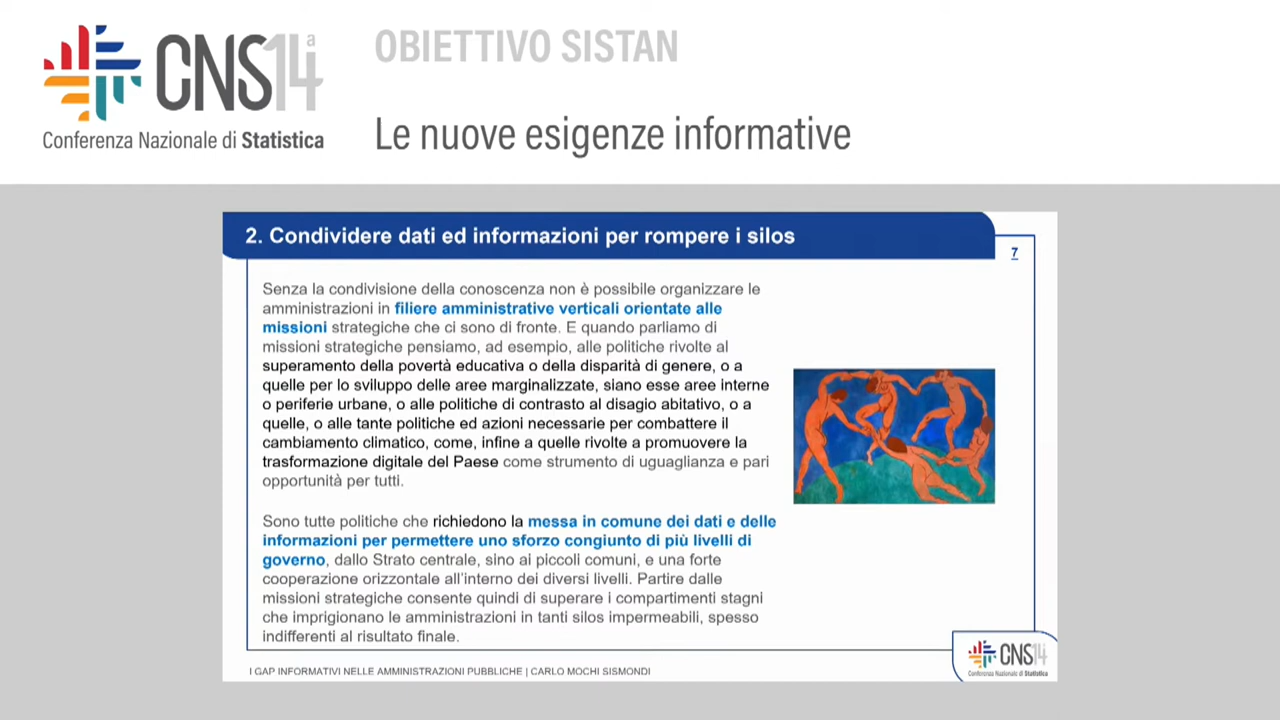 CNS14ª
Conferenza Nazionale di Statistica
OBIETTIVO SISTAN
Le nuove esigenze informative
2. Condividere dati ed informazioni per rompere i silos
7
Senza la condivisione della conoscenza non è possibile organizzare le
amministrazioni in filiere amministrative verticali orientate alle
missioni strategiche che ci sono di fronte. E quando parliamo di
missioni strategiche pensiamo, ad esempio, alle politiche rivolte al
superamento della povertà educativa o della disparità di genere, o a
quelle per lo sviluppo delle aree marginalizzate, siano esse aree interne
o periferie urbane, o alle politiche di contrasto al disagio abitativo, o a
quelle, o alle tante politiche ed azioni necessarie per combattere il
cambiamento climatico, come, infine a quelle rivolte a promuovere la
trasformazione digitale del Paese come strumento di uguaglianza e pari
opportunità per tutti.
Sono tutte politiche che richiedono la messa in comune dei dati e delle
informazioni per permettere uno sforzo congiunto di più livelli di
governo, dallo Strato centrale, sino ai piccoli comuni, e una forte
cooperazione orizzontale all'interno dei diversi livelli. Partire dalle
missioni strategiche consente quindi di superare i compartimenti stagni
che imprigionano le amministrazioni in tanti silos impermeabili, spesso
indifferenti al risultato finale.
I GAP INFORMATIVI NELLE AMMINISTRAZIONI PUBBLICHE | CARLO MOCHI SISMONDI
CNS14
Conferenza Nazionale di Statistica